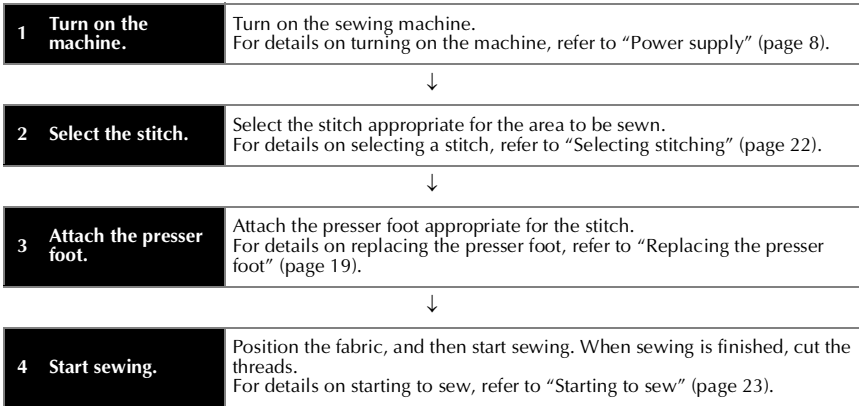 1 Turn on the machine.
Turn on the sewing machine.
For details on turning on the machine, refer to “Power supply” (page 8).
↓
2 Select the stitch.
Select the stitch appropriate for the area to be sewn.
For details on selecting a stitch, refer to “Selecting stitching” (page 22).
↓
3 Attach the presser foot.
Attach the presser foot appropriate for the stitch.
For details on replacing the presser foot, refer to “Replacing the presser
foot” (page 19).
↓
4 Start sewing.
Position the fabric, and then start sewing. When sewing is finished, cut the
threads.
For details on starting to sew, refer to “Starting to sew” (page 23).